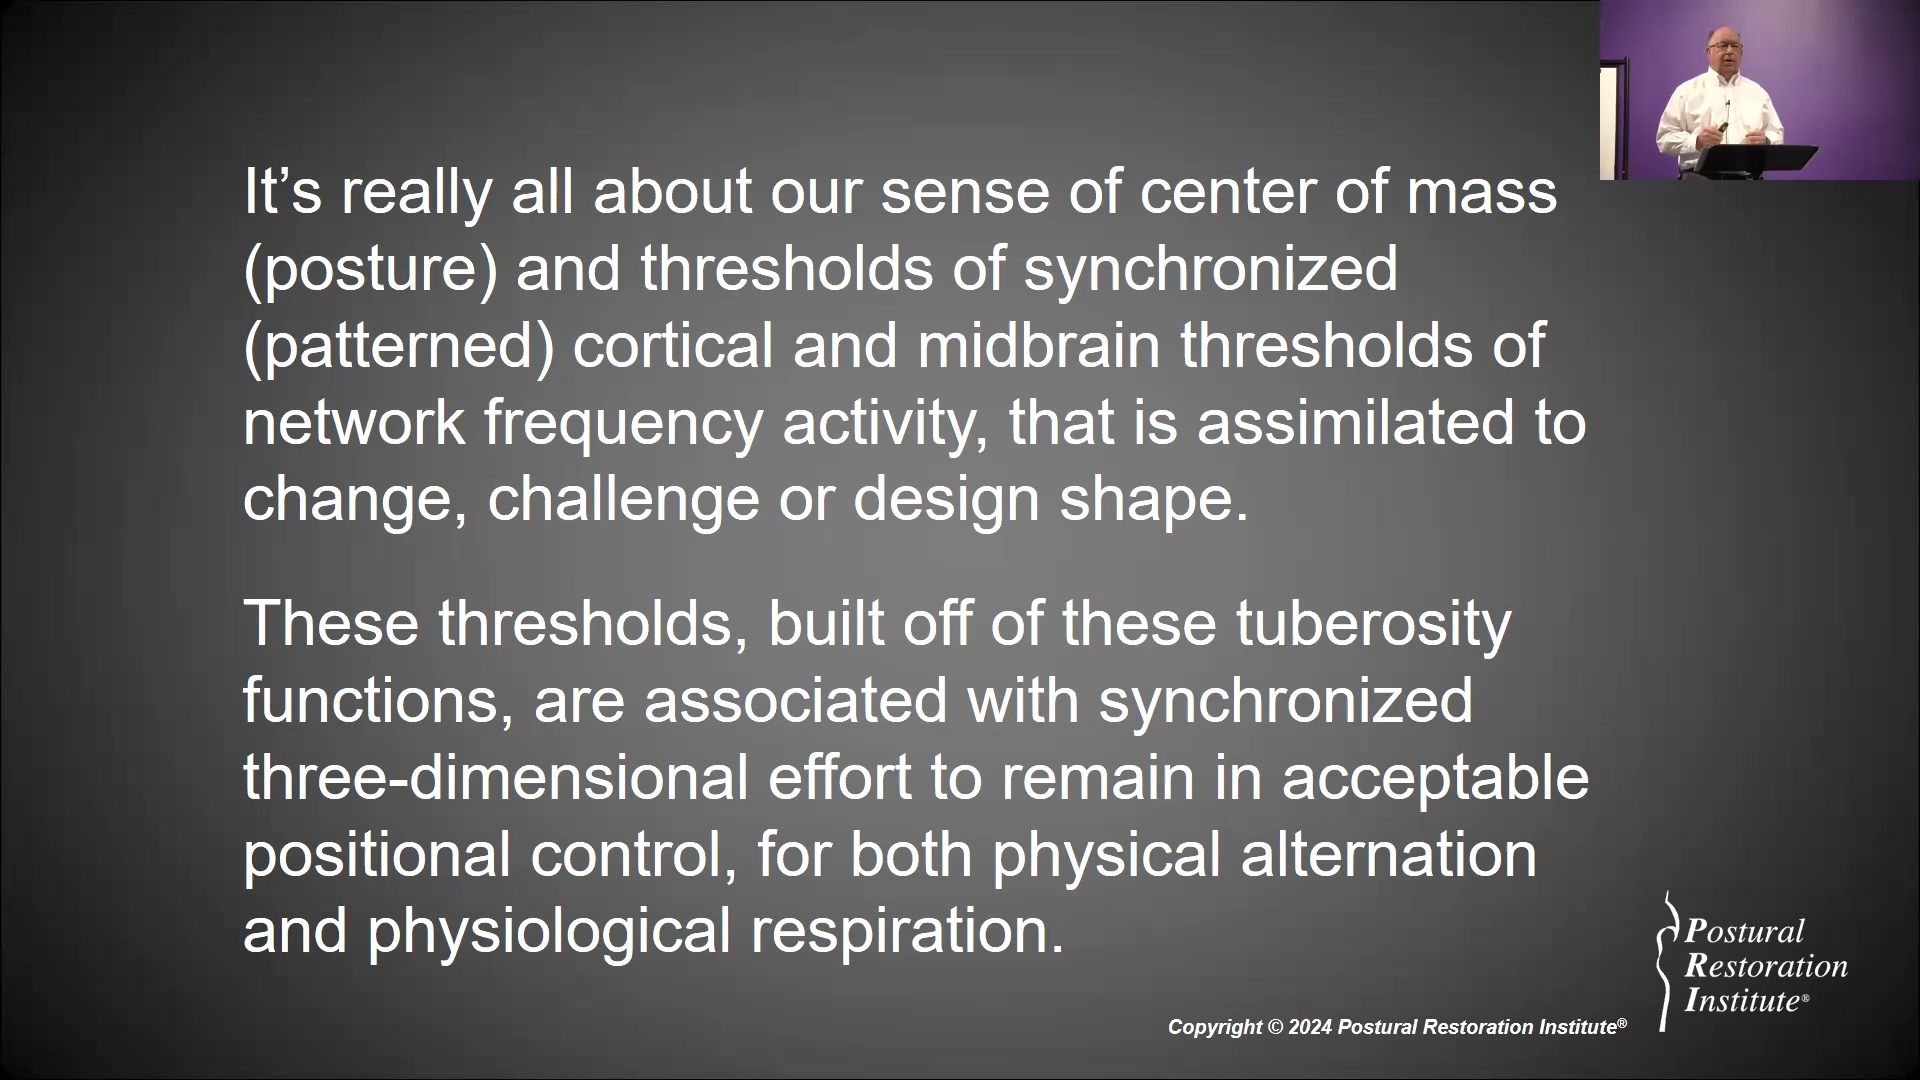 It’s really all about our sense of center of mass
(posture) and thresholds of synchronized
(patterned) cortical and midbrain thresholds of
network frequency activity, that is assimilated to
change, challenge or design shape.
These thresholds, built off of these tuberosity
functions, are associated with synchronized
three-dimensional effort to remain in acceptable
positional control, for both physical alternation
and physiological respiration.
Postural
Restoration
Institute®
Copyright © 2024 Postural Restoration Institute®